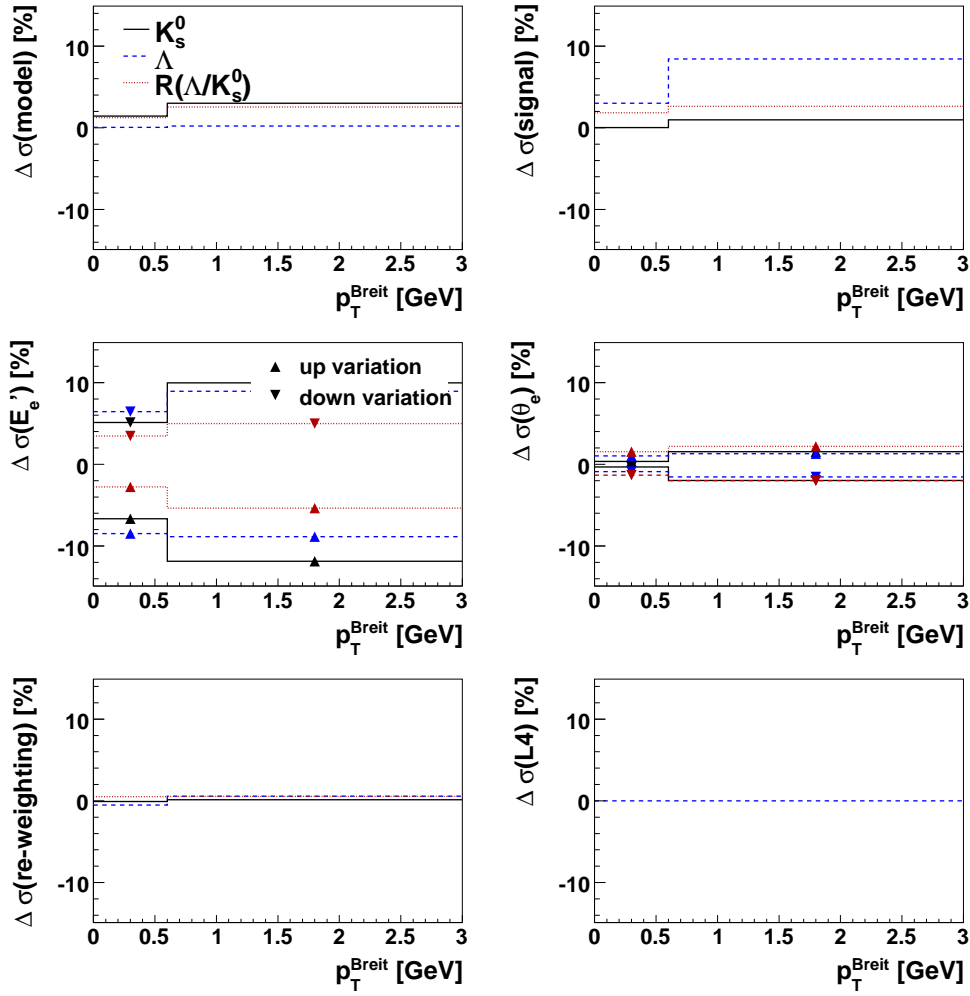 Δ σ(model) [%]
10
0
-10
K_s^0
Λ
R(Λ/K_s^0)
0 0.5 1 1.5 2 2.5 3
p_T^Breit [GeV]
Δ σ(signal) [%]
10
0
-10
0 0.5 1 1.5 2 2.5 3
p_T^Breit [GeV]
Δ σ(E_e') [%]
10
0
-10
up variation
down variation
0 0.5 1 1.5 2 2.5 3
p_T^Breit [GeV]
Δ σ(θ_e) [%]
10
0
-10
0 0.5 1 1.5 2 2.5 3
p_T^Breit [GeV]
Δ σ(re-weighting) [%]
10
0
-10
0 0.5 1 1.5 2 2.5 3
p_T^Breit [GeV]
Δ σ(L4) [%]
10
0
-10
0 0.5 1 1.5 2 2.5 3
p_T^Breit [GeV]